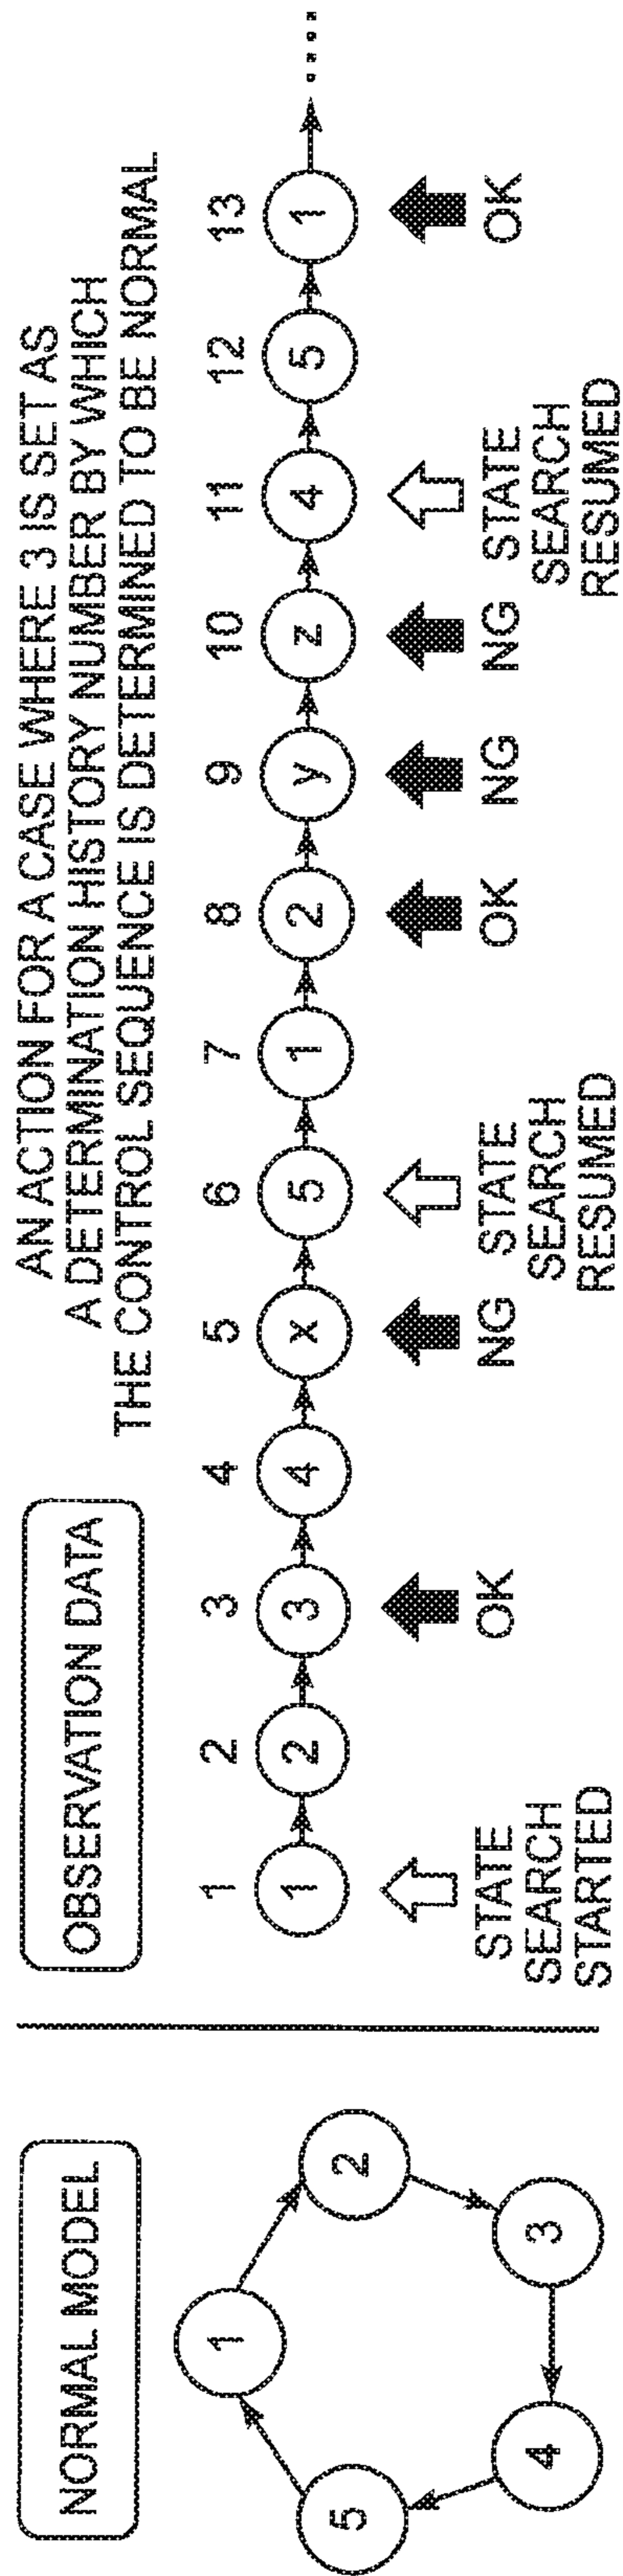 NORMAL MODEL
1
2
3
4
5
OBSERVATION DATA
AN ACTION FOR A CASE WHERE 3 IS SET AS
A DETERMINATION HISTORY NUMBER BY WHICH
THE CONTROL SEQUENCE IS DETERMINED TO BE NORMAL
1 2 3 4 5 6 7 8 9 10 11 12 13
1 2 3 4 x 5 1 2 y z 4 5 1
STATE
SEARCH
STARTED
OK
NG
STATE
SEARCH
RESUMED
OK
NG
NG
STATE
SEARCH
RESUMED
OK